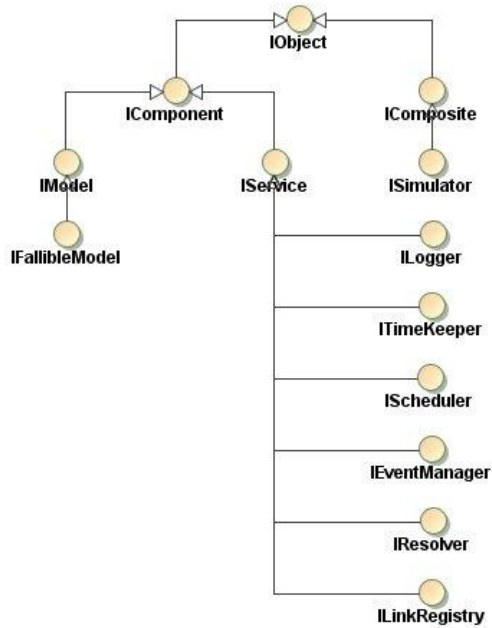 IObject
IComponent
IComposite
IModel
IService
ISimulator
IFallibleModel
ILogger
ITimeKeeper
IScheduler
IEventManager
IResolver
ILinkRegistry